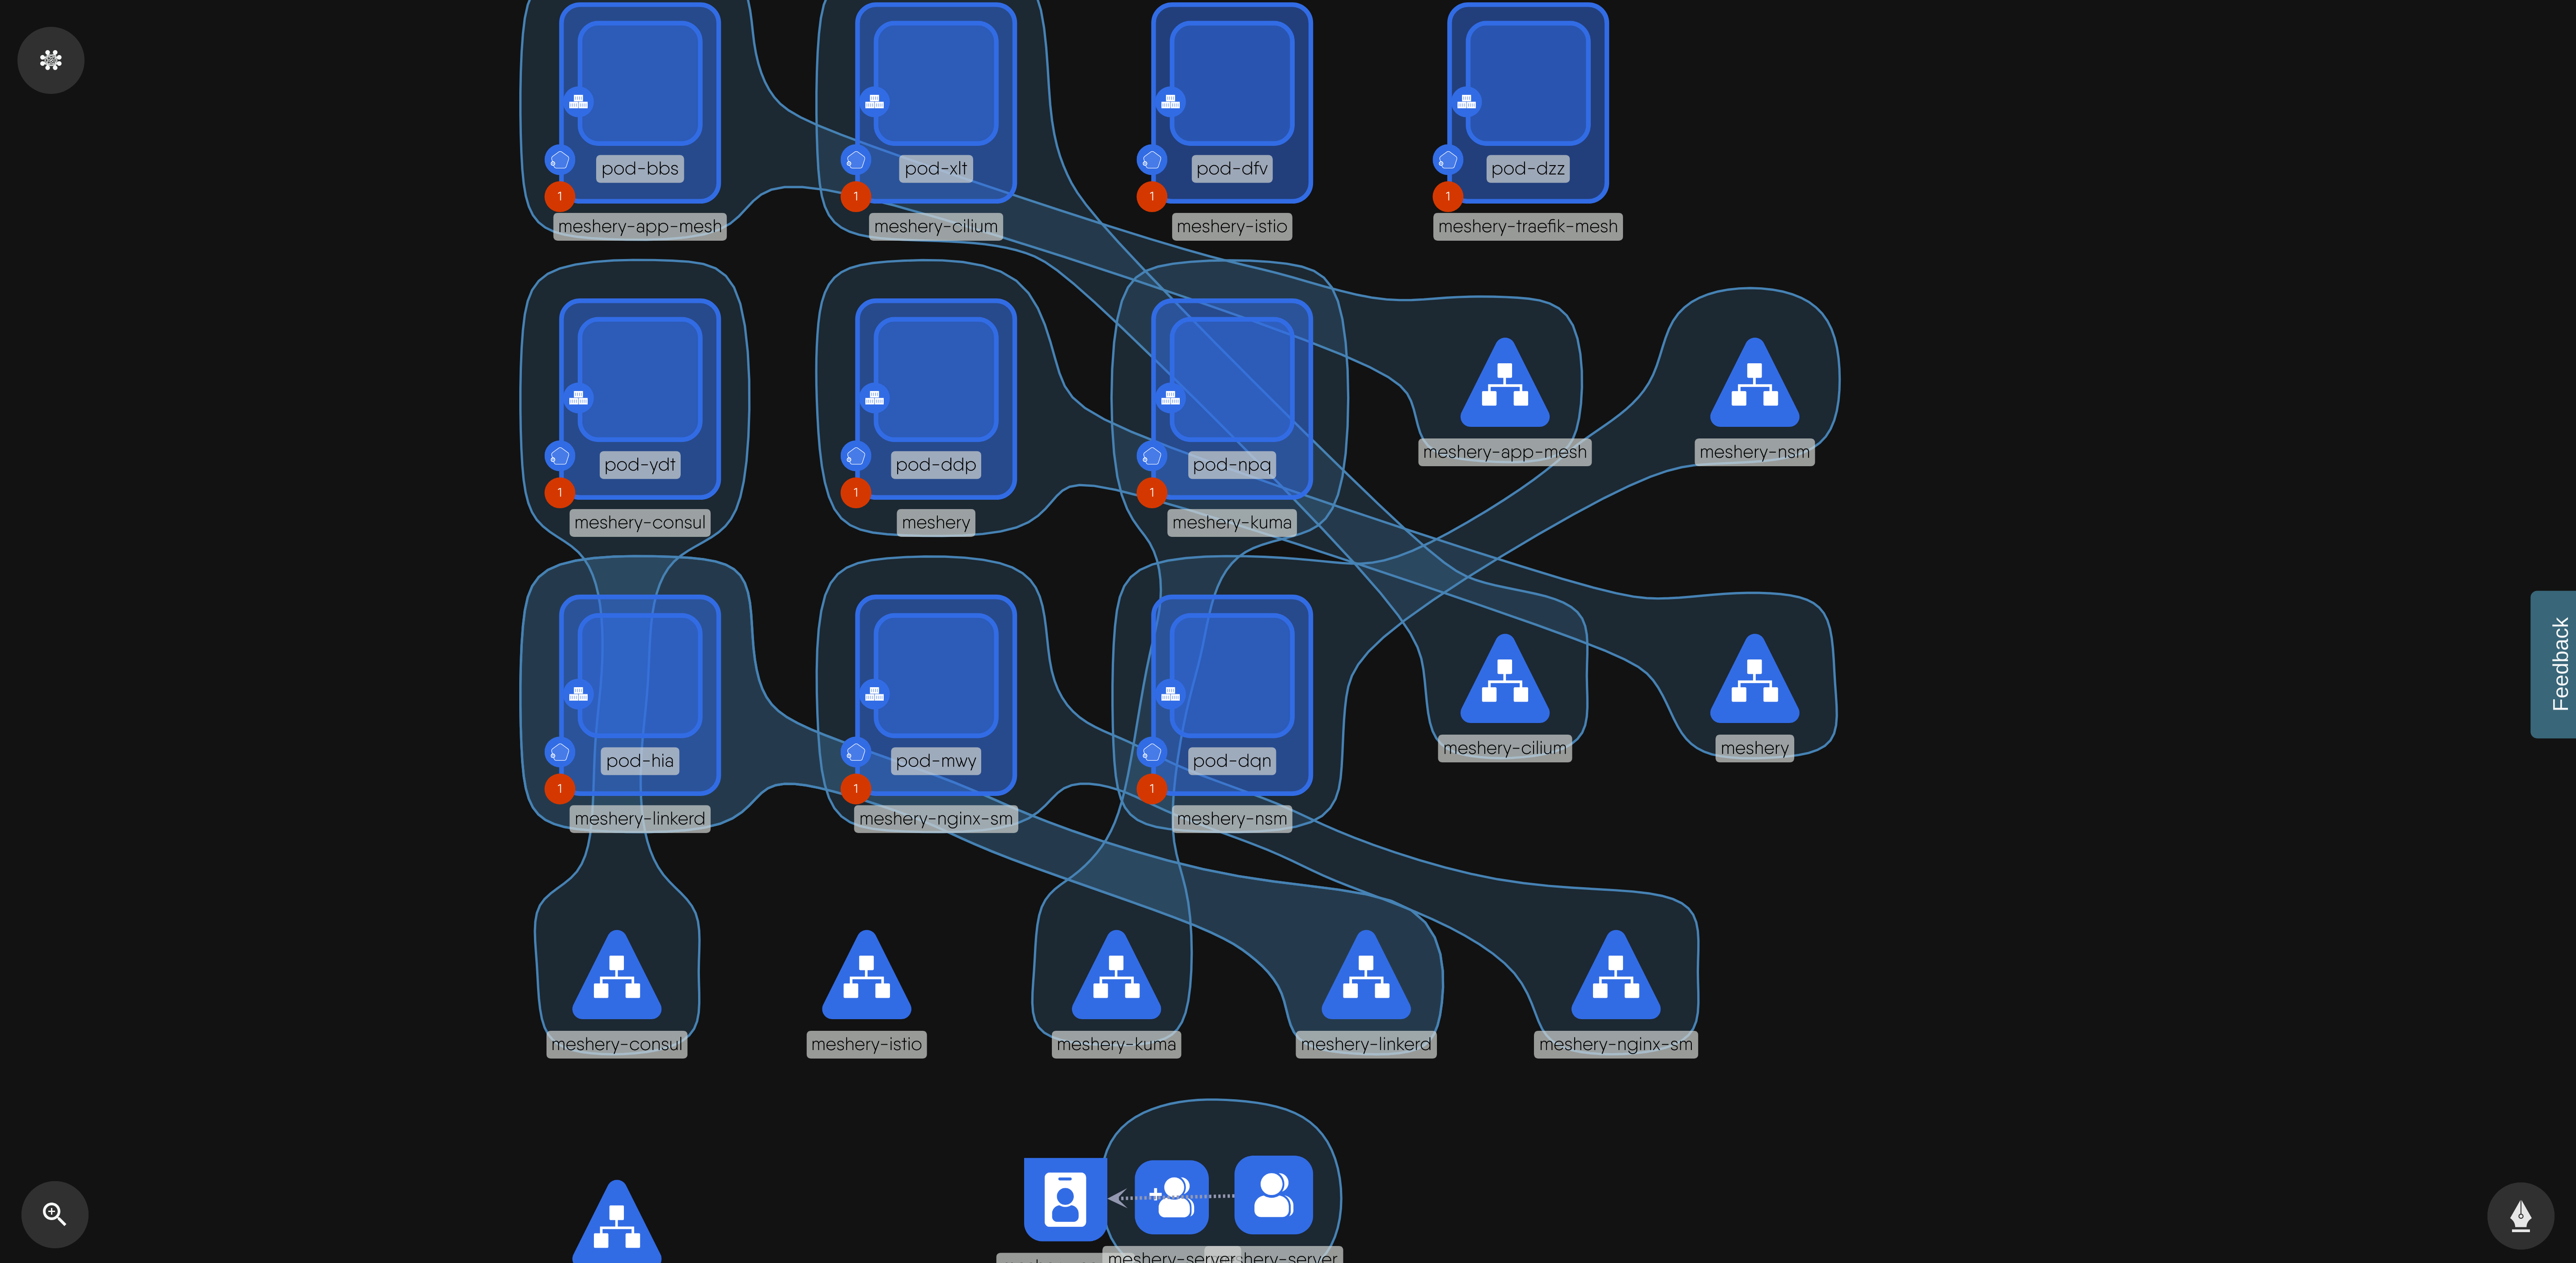 pod-bbs
pod-xlt
pod-dfv
pod-dzz
1
1
1
1
meshery-app-mesh
meshery-cilium
meshery-istio
meshery-traefik-mesh
pod-ydt
pod-ddp
pod-npq
meshery-app-mesh
meshery-nsm
1
1
1
meshery-consul
meshery
meshery-kuma
Feedback
pod-hia
pod-mwy
pod-dqn
meshery-cilium
meshery
1
1
1
meshery-linkerd
meshery-nginx-sm
meshery-nsm
meshery-consul
meshery-istio
meshery-kuma
meshery-linkerd
meshery-nginx-sm
meshery-server